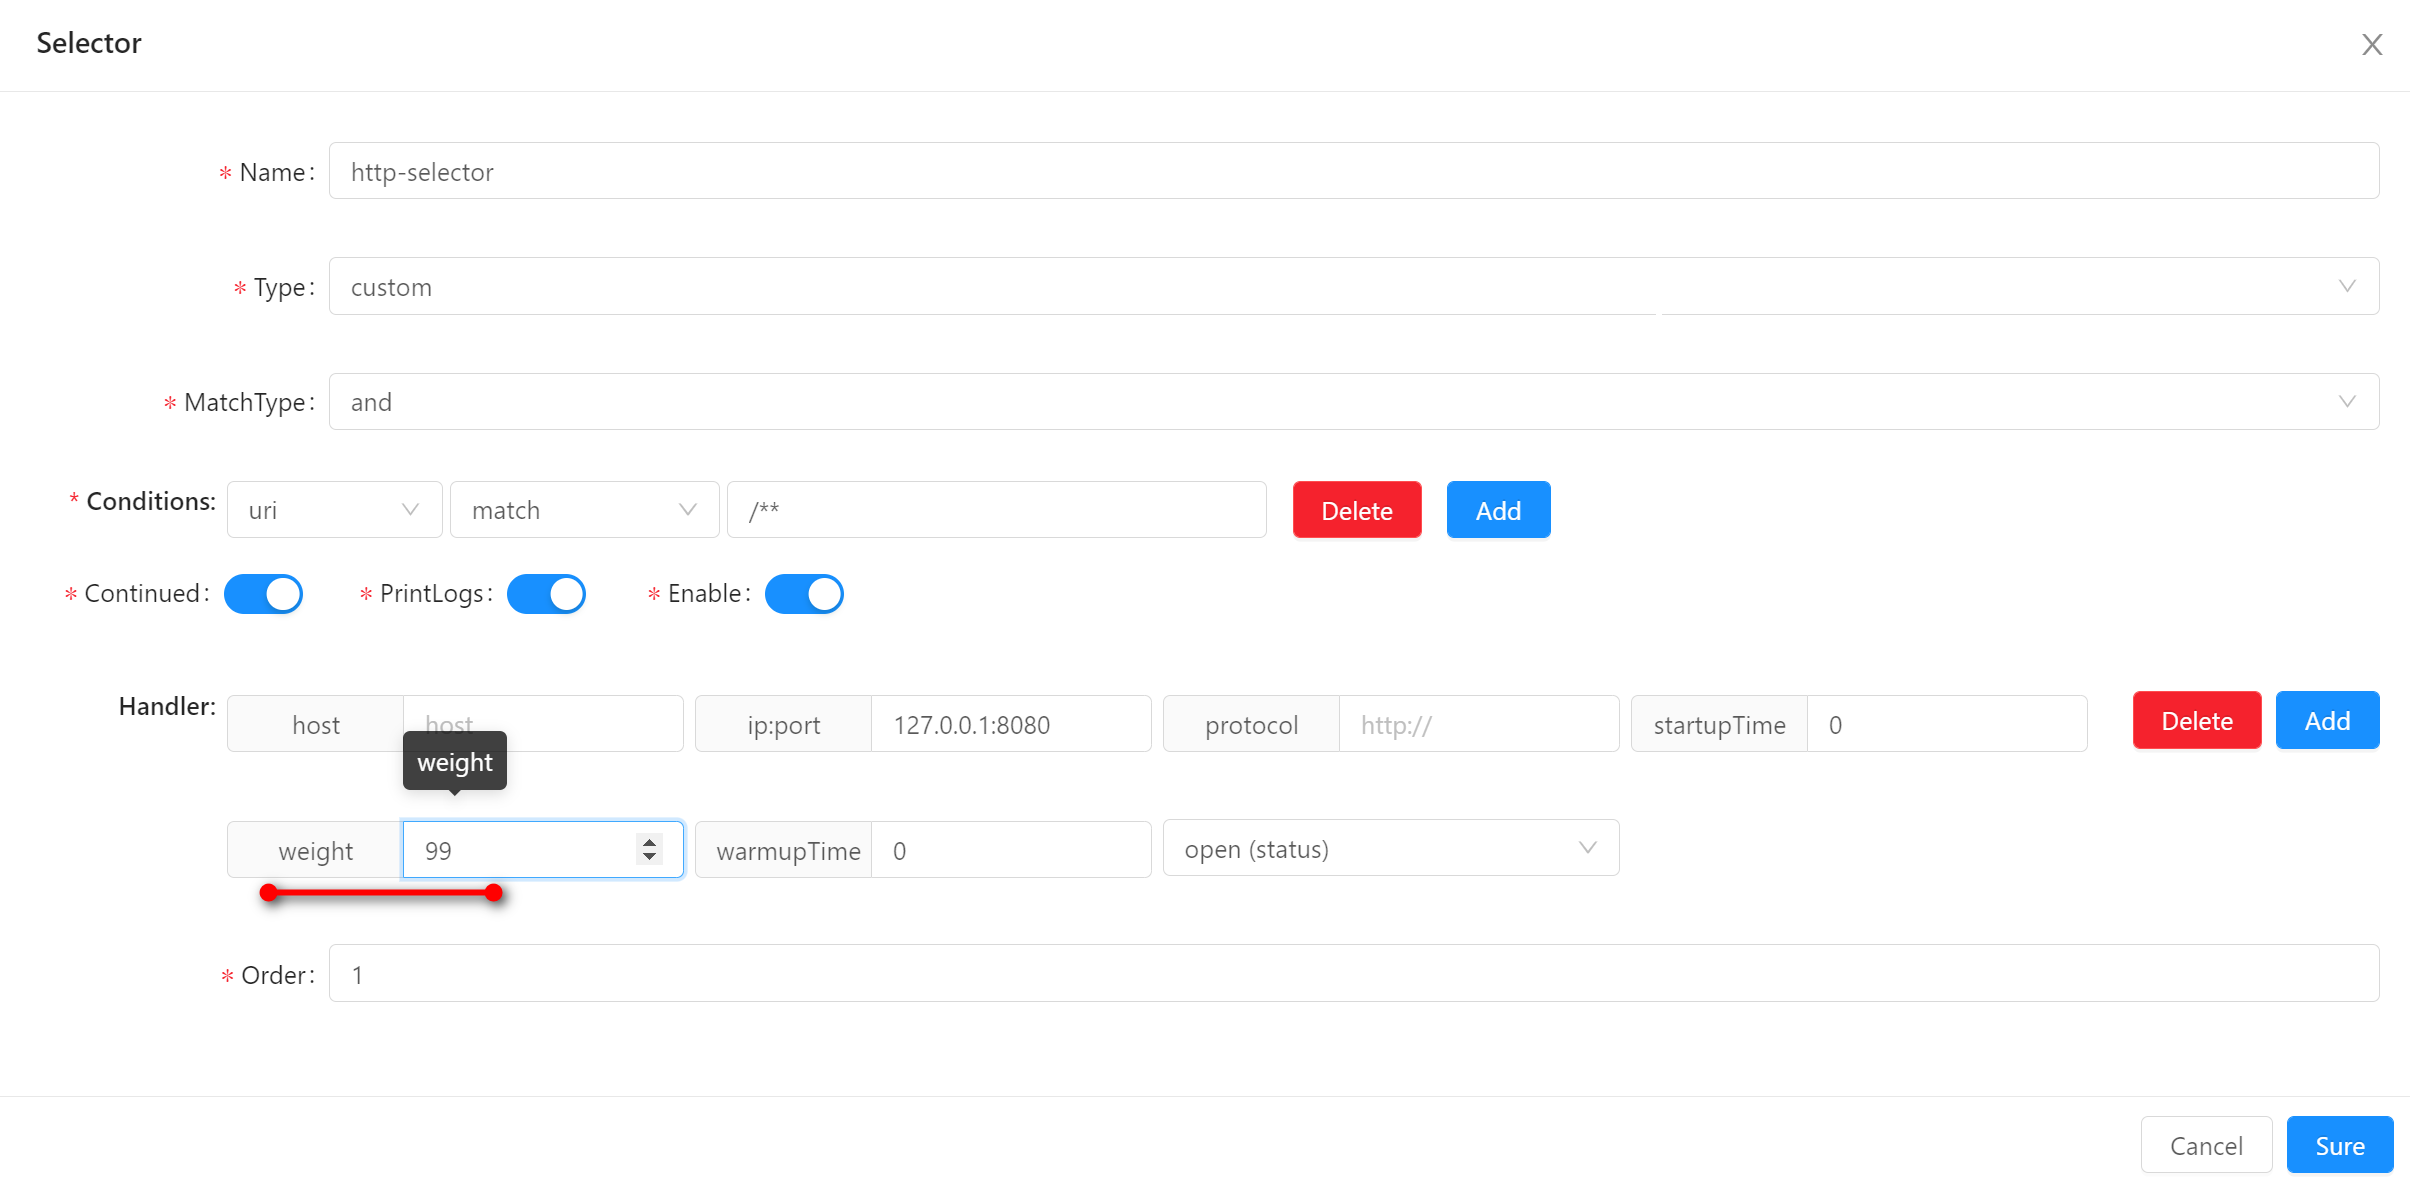 Selector
* Name: http-selector
* Type: custom
* MatchType: and
* Conditions: uri match /** Delete Add
* Continued: * PrintLogs: * Enable:
Handler: host host ip:port 127.0.0.1:8080 protocol http:// startupTime 0 Delete Add
weight
weight 99 warmupTime 0 open (status)
* Order: 1
Cancel Sure